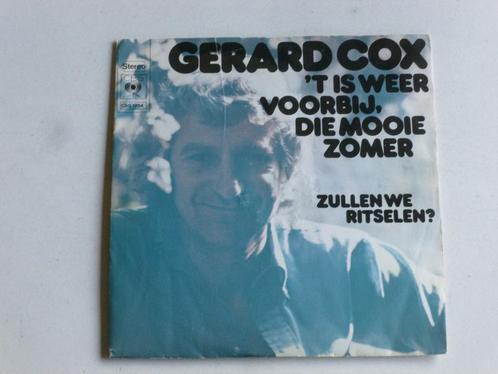 GERARD COX
Stereo
CBS
'T IS WEER
VOORBIJ,
DIE MOOIE
ZOMER
ZULLEN WE
RITSELEN?